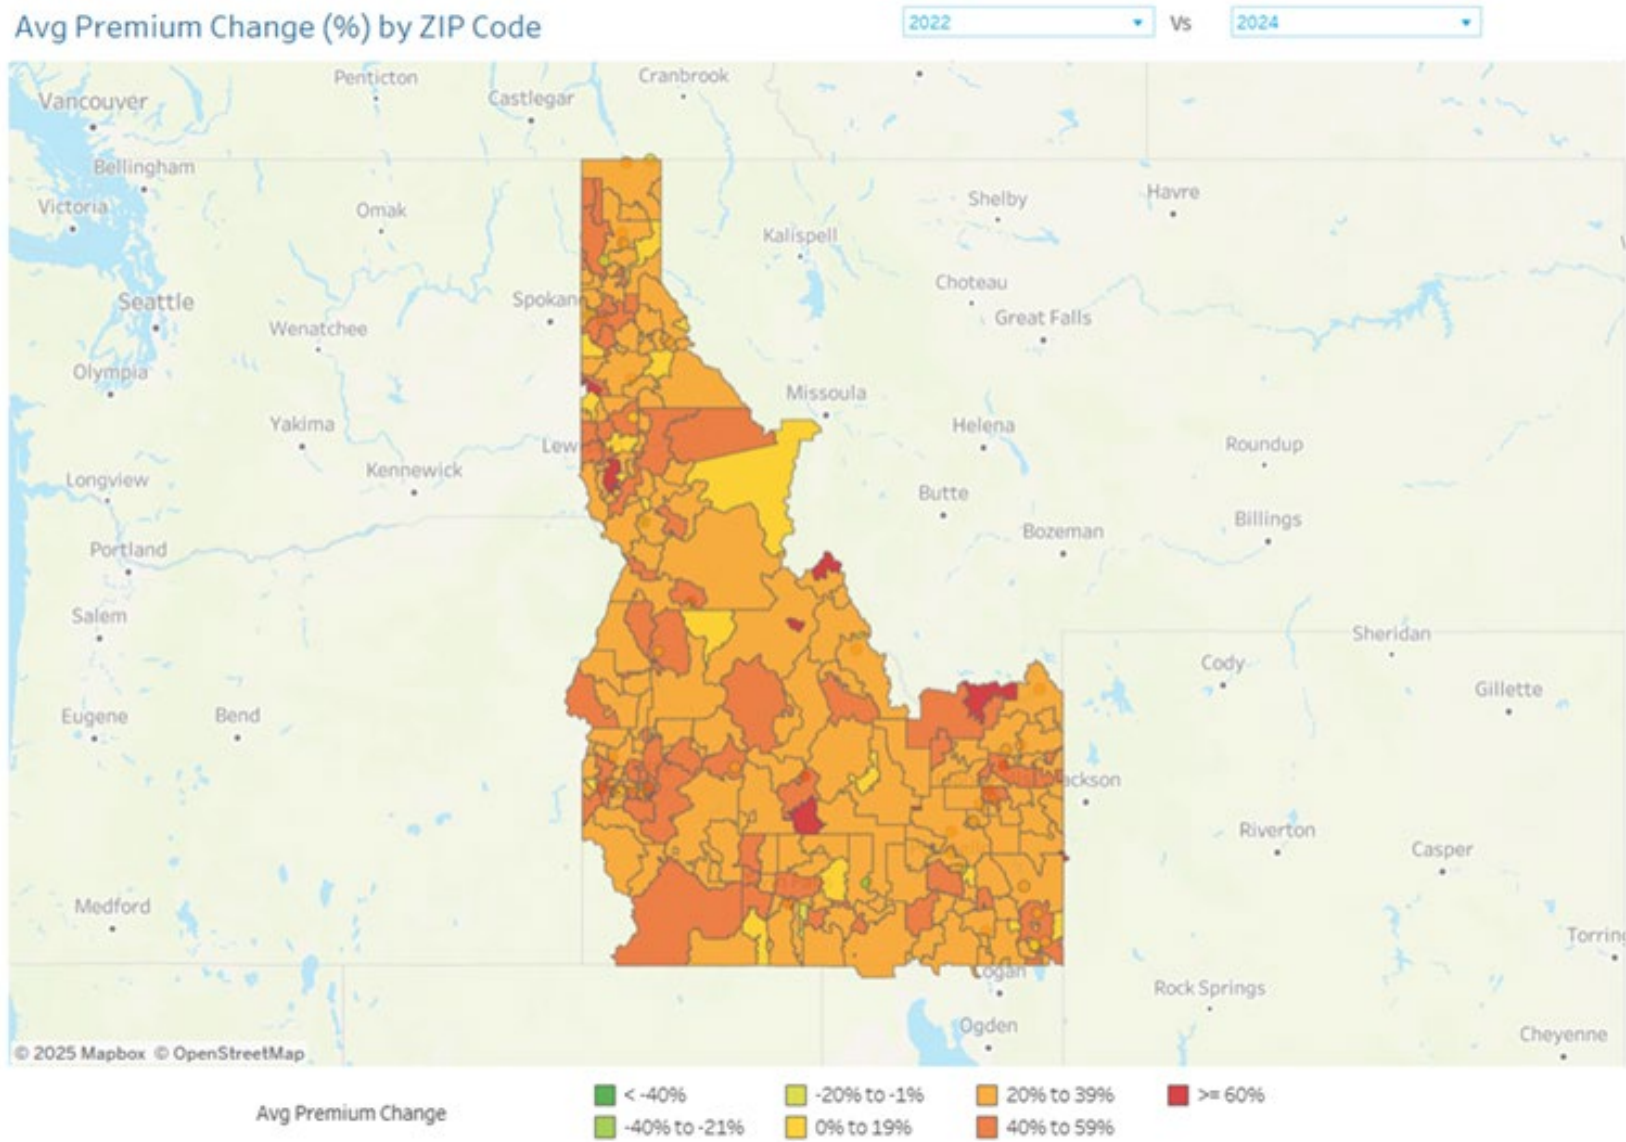 Avg Premium Change (%) by ZIP Code
2022
Vs
2024
Penticton
Cranbrook
Vancouver
Castlegar
Bellingham
Victoria
Omak
Shelby
Havre
Kalispell
Choteau
Seattle
Spokan
Wenatchee
Great Falls
Olympia
Missoula
Yakima
Helena
Lew
Roundup
Longview
Kennewick
Butte
Billings
Portland
Bozeman
Salem
Sheridan
Cody
Gillette
Eugene
Bend
ackson
Riverton
Casper
Medford
Torring
Logan
Rock Springs
Ogden
Cheyenne
© 2025 Mapbox © OpenStreetMap
Avg Premium Change
< -40%
-20% to -1%
20% to 39%
>= 60%
-40% to -21%
0% to 19%
40% to 59%